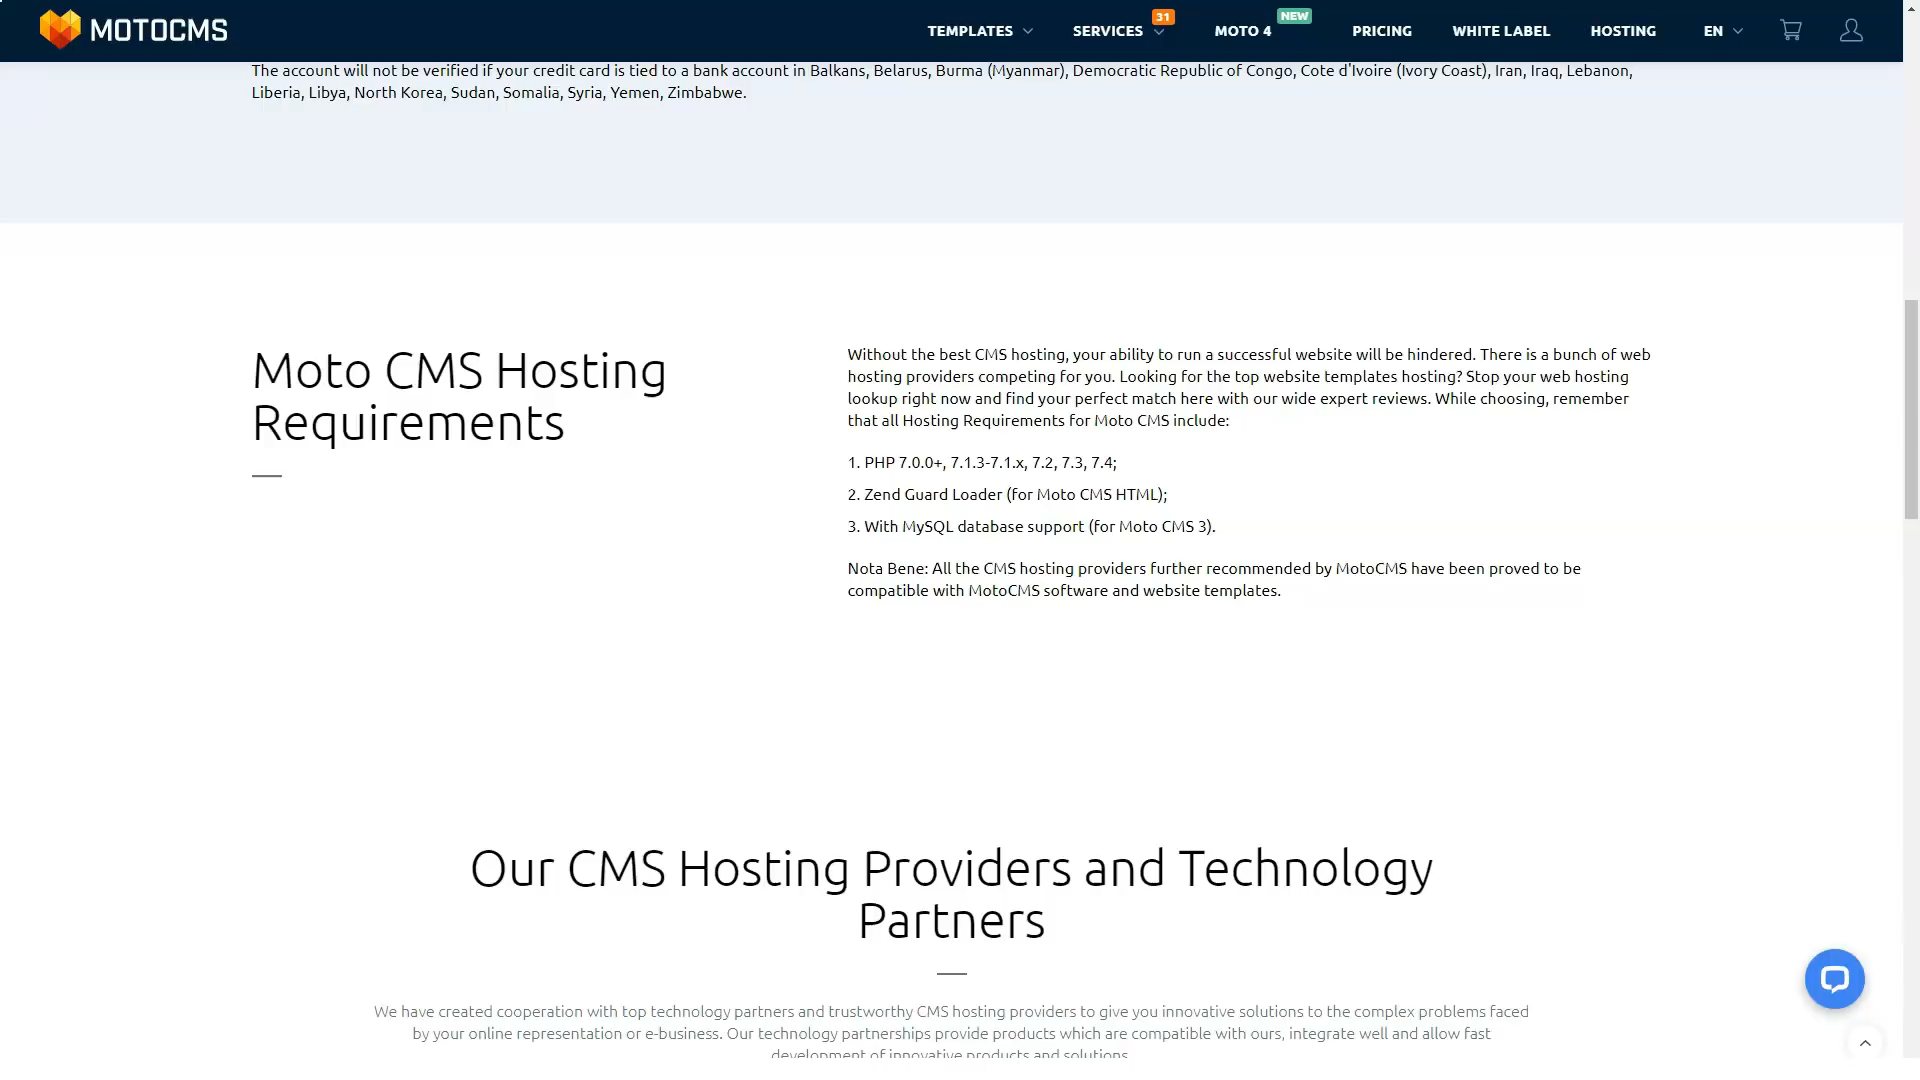 MOTOCMS
TEMPLATES
SERVICES
31
MOTO 4
NEW
PRICING
WHITE LABEL
HOSTING
EN
The account will not be verified if your credit card is tied to a bank account in Balkans, Belarus, Burma (Myanmar), Democratic Republic of Congo, Cote d'Ivoire (Ivory Coast), Iran, Iraq, Lebanon,
Liberia, Libya, North Korea, Sudan, Somalia, Syria, Yemen, Zimbabwe.
Moto CMS Hosting
Requirements
Without the best CMS hosting, your ability to run a successful website will be hindered. There is a bunch of web
hosting providers competing for you. Looking for the top website templates hosting? Stop your web hosting
lookup right now and find your perfect match here with our wide expert reviews. While choosing, remember
that all Hosting Requirements for Moto CMS include:
1. PHP 7.0.0+, 7.1.3-7.1.x, 7.2, 7.3, 7.4;
2. Zend Guard Loader (for Moto CMS HTML);
3. With MySQL database support (for Moto CMS 3).
Nota Bene: All the CMS hosting providers further recommended by MotoCMS have been proved to be
compatible with MotoCMS software and website templates.
Our CMS Hosting Providers and Technology
Partners
We have created cooperation with top technology partners and trustworthy CMS hosting providers to give you innovative solutions to the complex problems faced
by your online representation or e-business. Our technology partnerships provide products which are compatible with ours, integrate well and allow fast
development of innovative products and solutions.